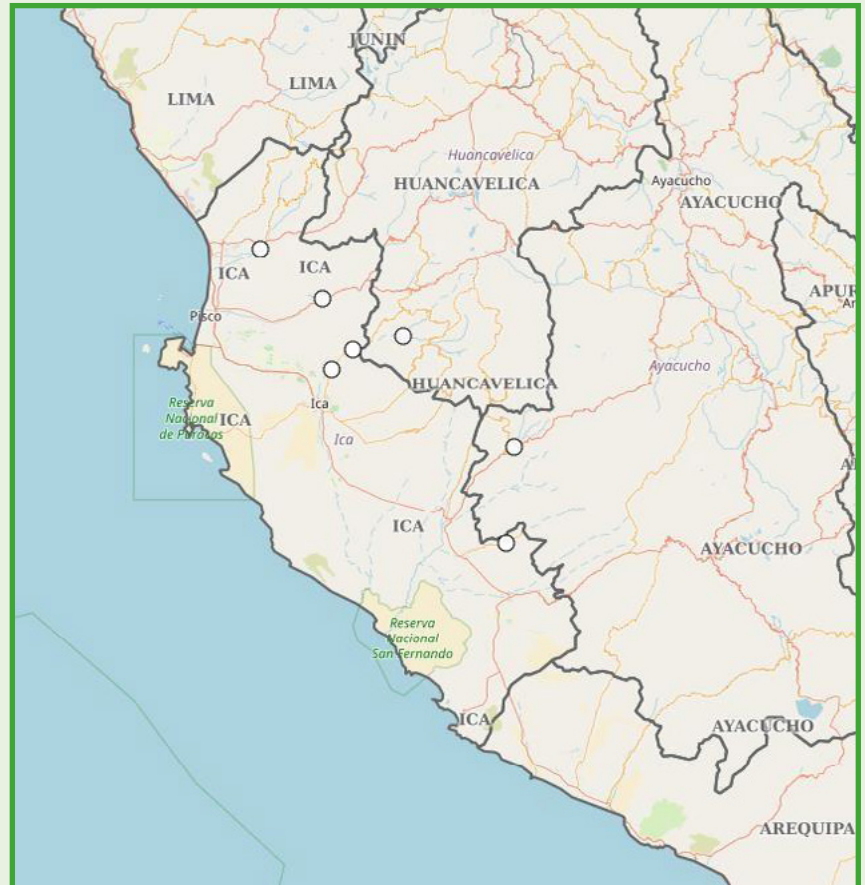 JUNIN
LIMA
LIMA
Huancavelica
HUANCAVELICA
Ayacucho
AYACUCHO
ICA
ICA
APUR
Pisco
HUANCAVELICA
Ayacucho
Reserva
Nacional
de Paracas
ICA
Ica
Ica
ICA
AYACUCHO
Reserva
Nacional
San Fernando
ICA
AYACUCHO
AREQUIPA